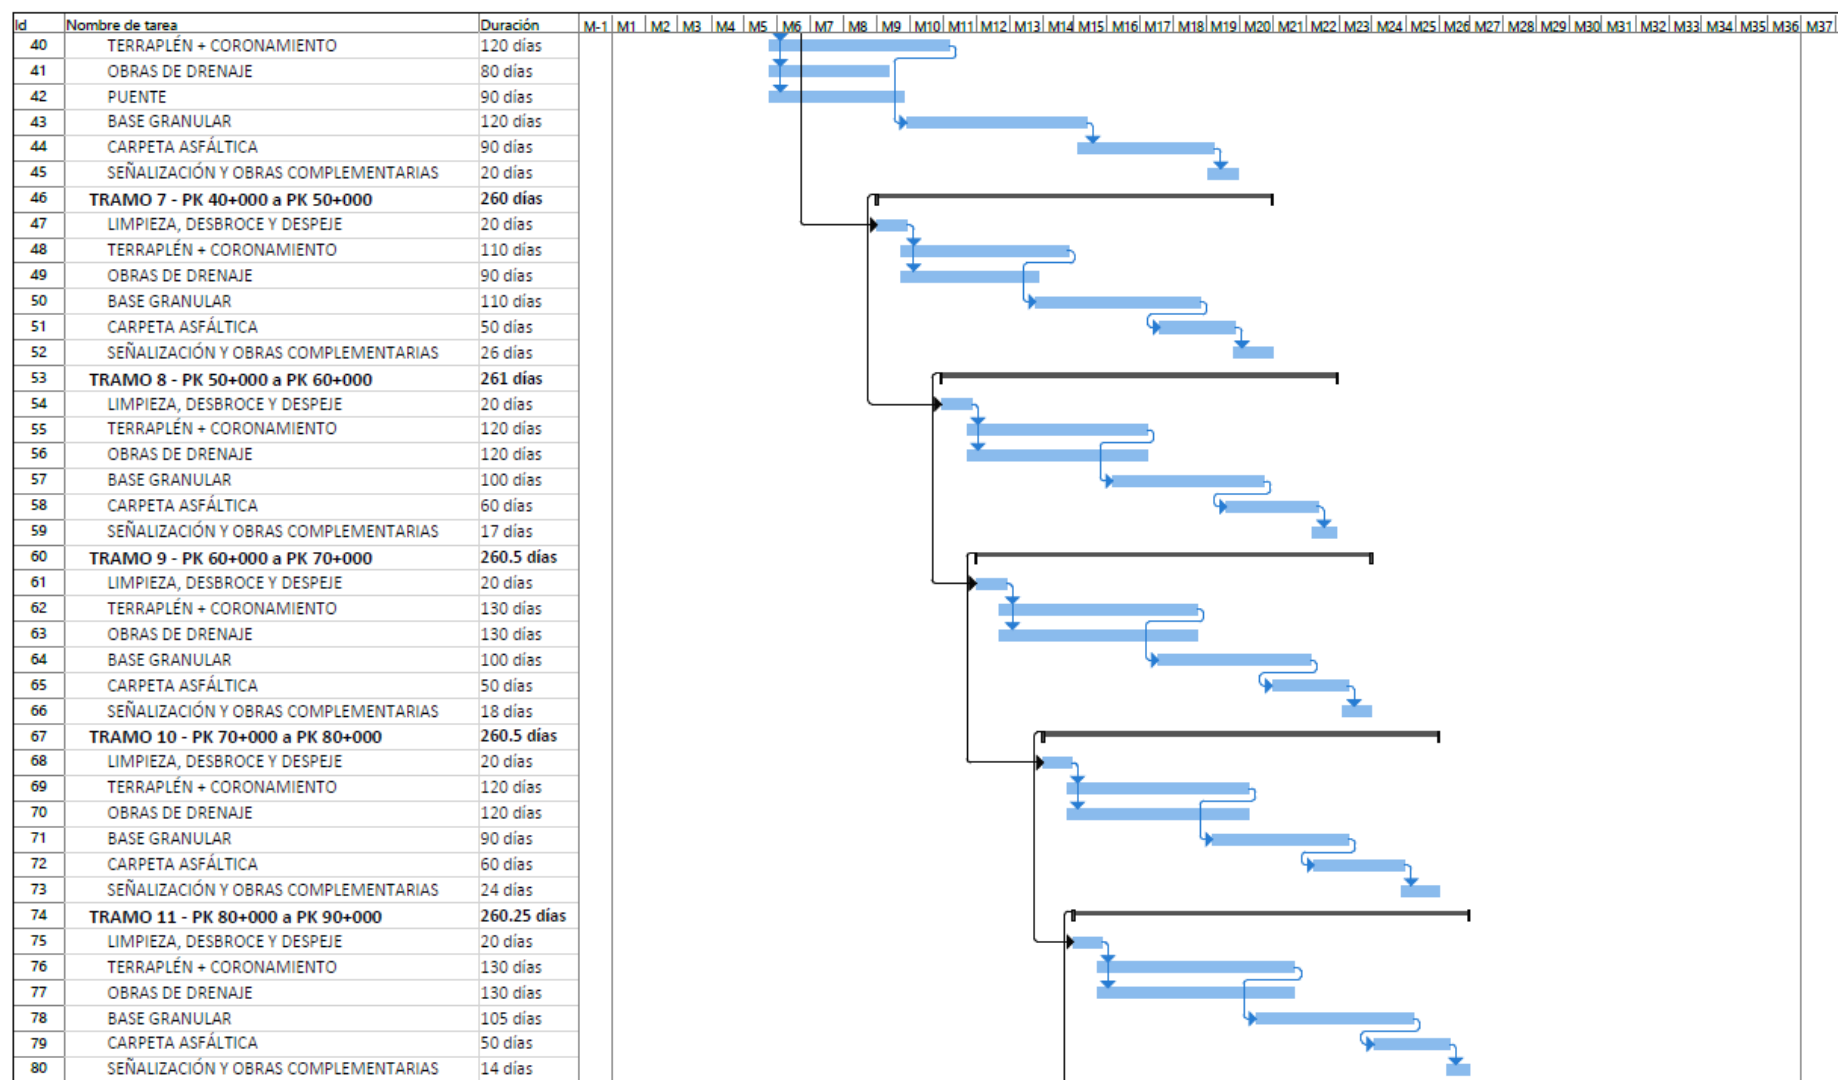 Id Nombre de tarea Duración M-1 M1 M2 M3 M4 M5 M6 M7 M8 M9 M10 M11 M12 M13 M14 M15 M16 M17 M18 M19 M20 M21 M22 M23 M24 M25 M26 M27 M28 M29 M30 M31 M32 M33 M34 M35 M36 M37
40 TERRAPLÉN + CORONAMIENTO 120 días
41 OBRAS DE DRENAJE 80 días
42 PUENTE 90 días
43 BASE GRANULAR 120 días
44 CARPETA ASFÁLTICA 90 días
45 SEÑALIZACIÓN Y OBRAS COMPLEMENTARIAS 20 días
46 TRAMO 7 - PK 40+000 a PK 50+000 260 días
47 LIMPIEZA, DESBROCE Y DESPEJE 20 días
48 TERRAPLÉN + CORONAMIENTO 110 días
49 OBRAS DE DRENAJE 90 días
50 BASE GRANULAR 110 días
51 CARPETA ASFÁLTICA 50 días
52 SEÑALIZACIÓN Y OBRAS COMPLEMENTARIAS 26 días
53 TRAMO 8 - PK 50+000 a PK 60+000 261 días
54 LIMPIEZA, DESBROCE Y DESPEJE 20 días
55 TERRAPLÉN + CORONAMIENTO 120 días
56 OBRAS DE DRENAJE 120 días
57 BASE GRANULAR 100 días
58 CARPETA ASFÁLTICA 60 días
59 SEÑALIZACIÓN Y OBRAS COMPLEMENTARIAS 17 días
60 TRAMO 9 - PK 60+000 a PK 70+000 260.5 días
61 LIMPIEZA, DESBROCE Y DESPEJE 20 días
62 TERRAPLÉN + CORONAMIENTO 130 días
63 OBRAS DE DRENAJE 130 días
64 BASE GRANULAR 100 días
65 CARPETA ASFÁLTICA 50 días
66 SEÑALIZACIÓN Y OBRAS COMPLEMENTARIAS 18 días
67 TRAMO 10 - PK 70+000 a PK 80+000 260.5 días
68 LIMPIEZA, DESBROCE Y DESPEJE 20 días
69 TERRAPLÉN + CORONAMIENTO 120 días
70 OBRAS DE DRENAJE 120 días
71 BASE GRANULAR 90 días
72 CARPETA ASFÁLTICA 60 días
73 SEÑALIZACIÓN Y OBRAS COMPLEMENTARIAS 24 días
74 TRAMO 11 - PK 80+000 a PK 90+000 260.25 días
75 LIMPIEZA, DESBROCE Y DESPEJE 20 días
76 TERRAPLÉN + CORONAMIENTO 130 días
77 OBRAS DE DRENAJE 130 días
78 BASE GRANULAR 105 días
79 CARPETA ASFÁLTICA 50 días
80 SEÑALIZACIÓN Y OBRAS COMPLEMENTARIAS 14 días